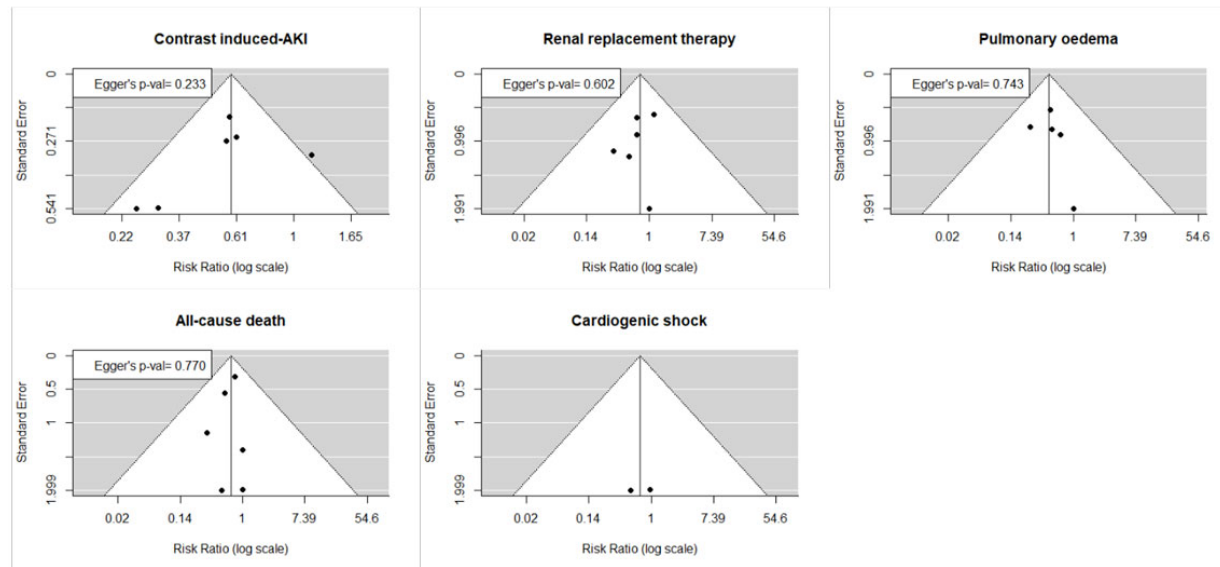 Contrast induced-AKI
Egger's p-val= 0.233
Standard Error
0
0.271
0.541
0.22 0.37 0.61 1 1.65
Risk Ratio (log scale)
Renal replacement therapy
Egger's p-val= 0.602
Standard Error
0
0.996
1.991
0.02 0.14 1 7.39 54.6
Risk Ratio (log scale)
Pulmonary oedema
Egger's p-val= 0.743
Standard Error
0
0.996
1.991
0.02 0.14 1 7.39 54.6
Risk Ratio (log scale)
All-cause death
Egger's p-val= 0.770
Standard Error
0
0.5
1
1.999
0.02 0.14 1 7.39 54.6
Risk Ratio (log scale)
Cardiogenic shock
Standard Error
0
0.5
1
1.999
0.02 0.14 1 7.39 54.6
Risk Ratio (log scale)